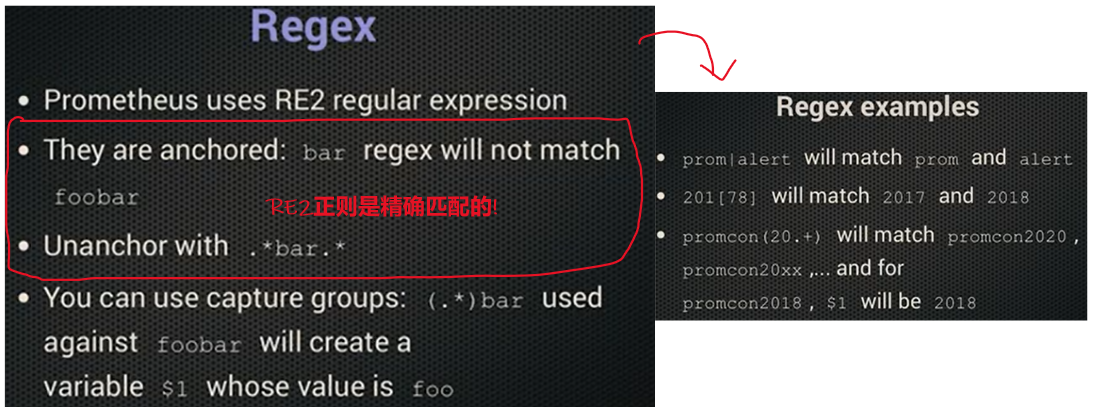 Regex
• Prometheus uses RE2 regular expression
• They are anchored: bar regex will not match
foobar
RE2正则是精确匹配的!
• Unanchor with .*bar.*
• You can use capture groups: (.*)bar used
against foobar will create a
variable $1 whose value is foo
Regex examples
• prom|alert will match prom and alert
• 201[78] will match 2017 and 2018
• promcon(20.+) will match promcon2020,
promcon20xx,... and for
promcon2018, $1 will be 2018